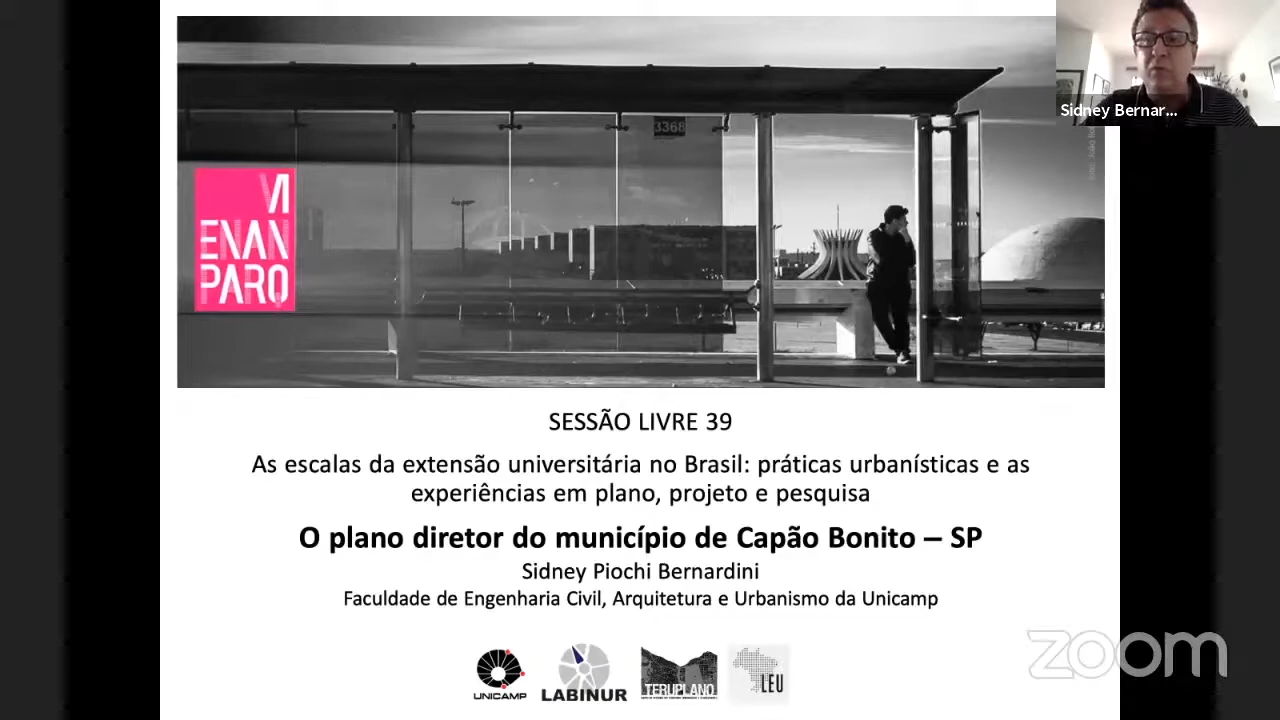 Sidney Bernar...
3368
VI
ENAN
PARQ
SESSÃO LIVRE 39
As escalas da extensão universitária no Brasil: práticas urbanísticas e as
experiências em plano, projeto e pesquisa
O plano diretor do município de Capão Bonito – SP
Sidney Piochi Bernardini
Faculdade de Engenharia Civil, Arquitetura e Urbanismo da Unicamp
UNICAMP
LABINUR
TERUPLANO
LEU
zoom